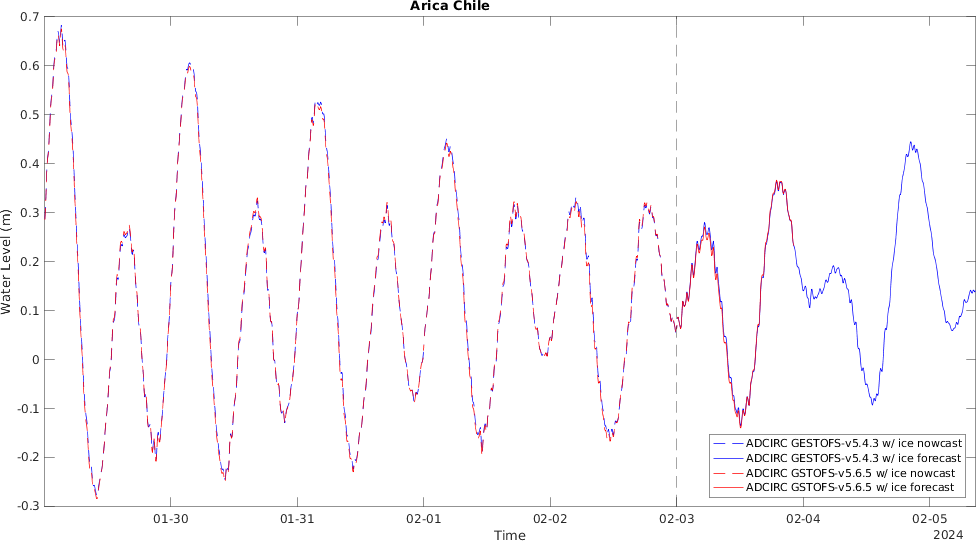 Arica Chile
0.7
0.6
0.5
0.4
0.3
0.2
0.1
0
-0.1
-0.2
-0.3
Water Level (m)
ADCIRC GESTOFS-v5.4.3 w/ ice nowcast
ADCIRC GESTOFS-v5.4.3 w/ ice forecast
ADCIRC GSTOFS-v5.6.5 w/ ice nowcast
ADCIRC GSTOFS-v5.6.5 w/ ice forecast
01-30 01-31 02-01 02-02 02-03 02-04 02-05
Time 2024